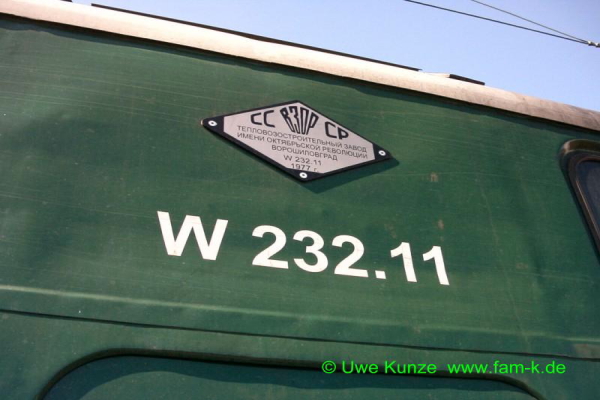 СС ВЗОР СР
ТЕПЛОВОЗОСТРОИТЕЛЬНЫЙ ЗАВОД
ИМЕНИ ОКТЯБРЬСКОЙ РЕВОЛЮЦИИ
ВОРОШИЛОВГРАД
W 232.11
1977 г.
W 232.11
© Uwe Kunze www.fam-k.de